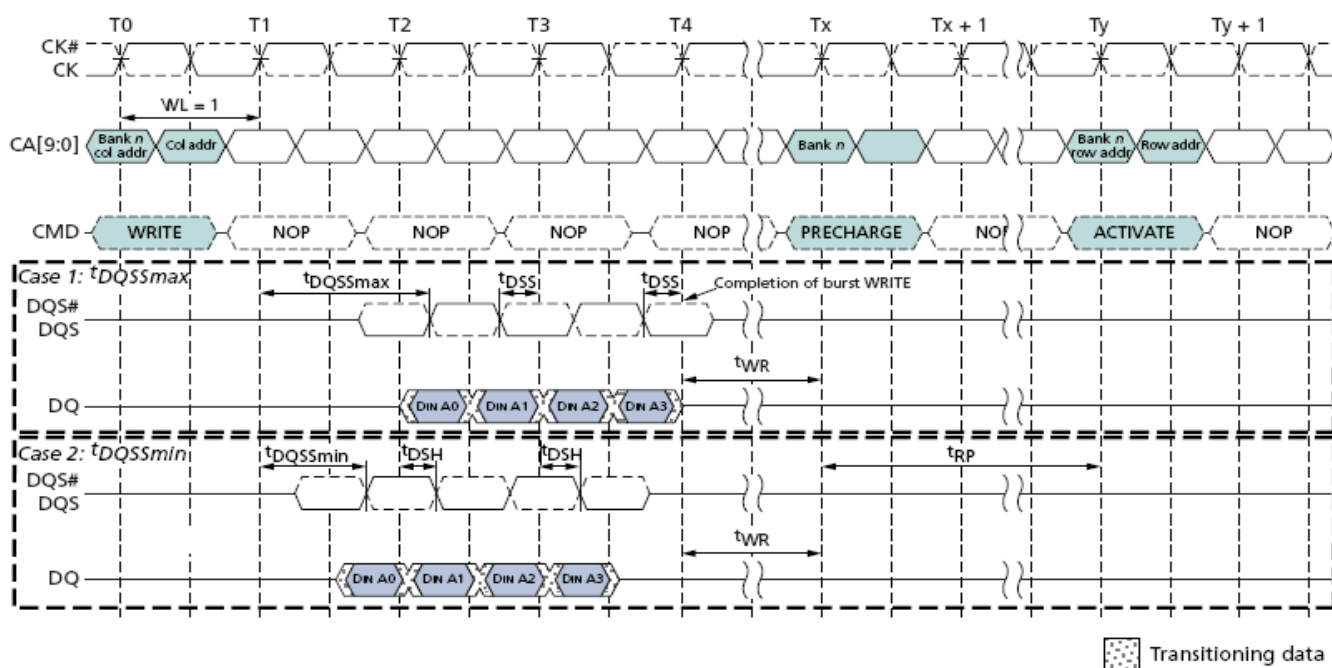 T0 T1 T2 T3 T4 Tx Tx + 1 Ty Ty + 1
CK#
CK
WL = 1
CA[9:0] Bank n col addr Col addr Bank n Bank n row addr Row addr
CMD WRITE NOP NOP NOP NOP PRECHARGE NOP ACTIVATE NOP
Case 1: tDQSSmax
tDQSSmax tDSS tDSS Completion of burst WRITE
DQS#
DQS
tWR
DQ DIN A0 DIN A1 DIN A2 DIN A3
Case 2: tDQSSmin
tDQSSmin tDSH tDSH tRP
DQS#
DQS
tWR
DQ DIN A0 DIN A1 DIN A2 DIN A3
Transitioning data